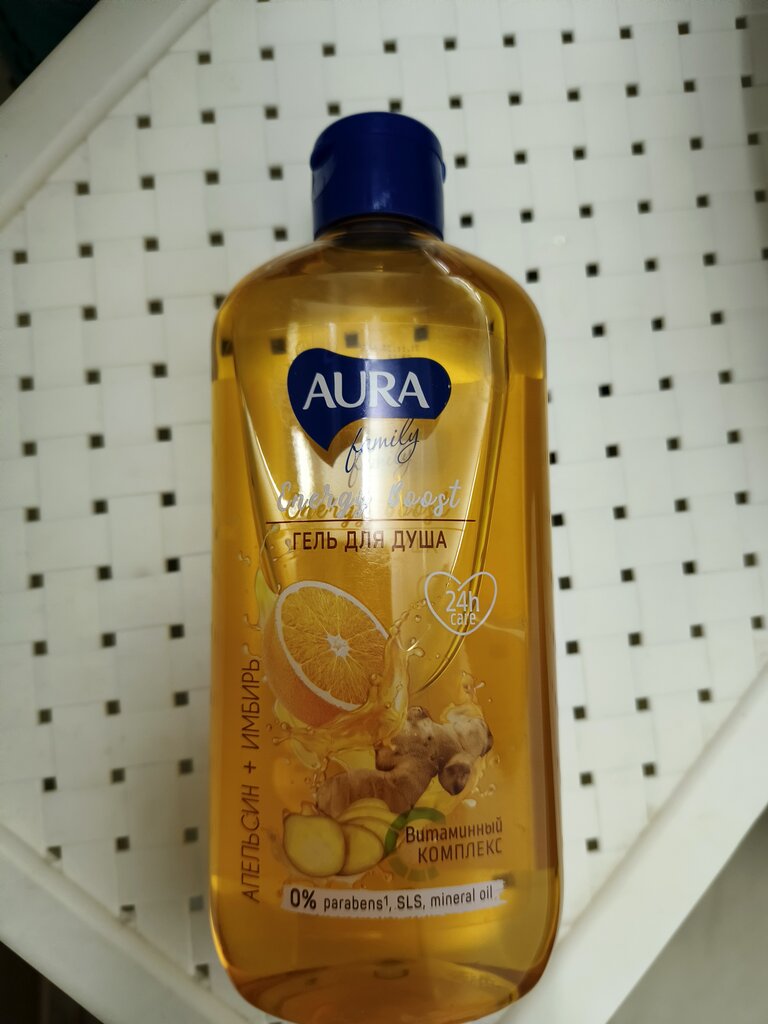 AURA
family
Energy Boost
ГЕЛЬ ДЛЯ ДУША
24h
care
АПЕЛЬСИН + ИМБИРЬ
Витаминный
КОМПЛЕКС
0% parabens¹, SLS, mineral oil